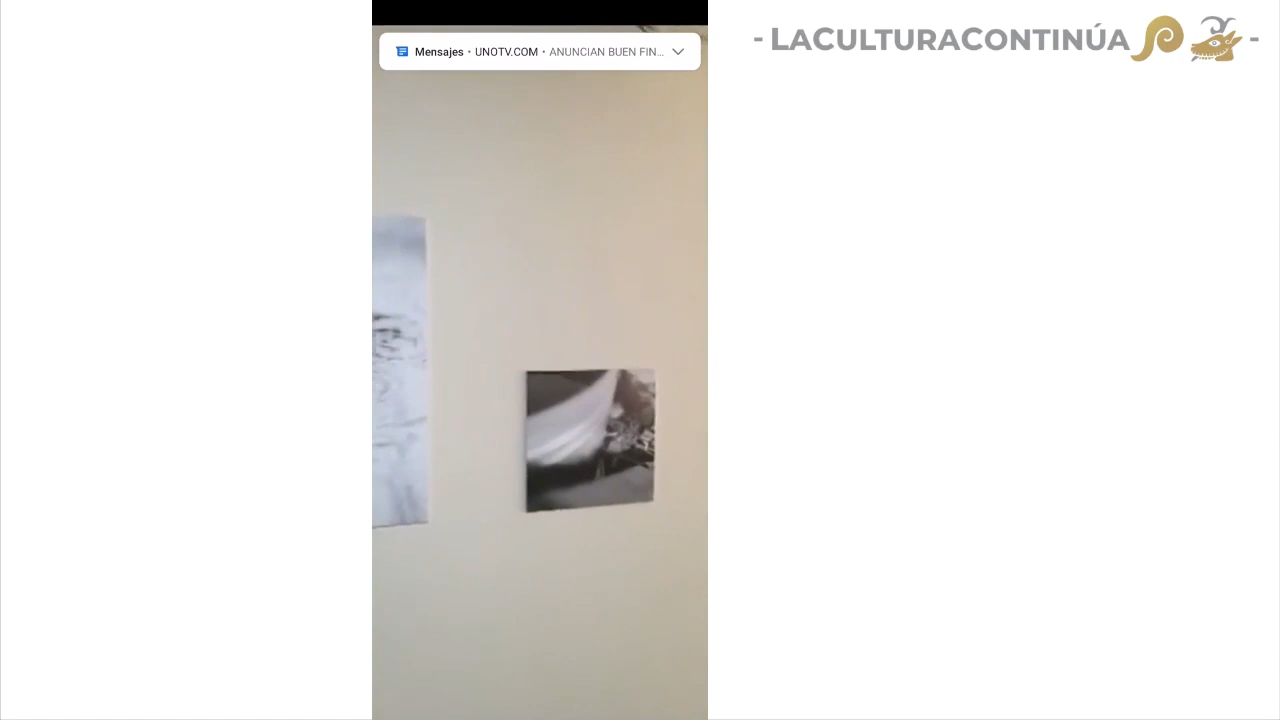 Mensajes · UNOTV.COM · ANUNCIAN BUEN FIN...
- LACULTURACONTINÚA -